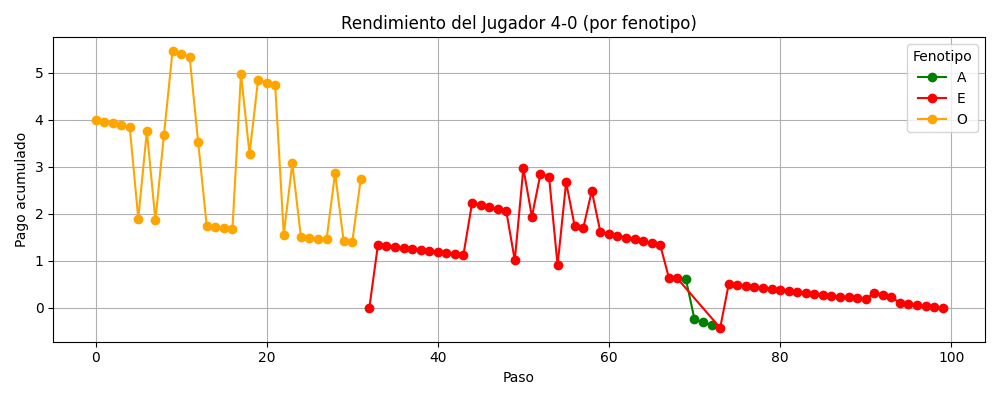 Rendimiento del Jugador 4-0 (por fenotipo)
Pago acumulado
5
4
3
2
1
0
Fenotipo
A
E
O
0 20 40 60 80 100
Paso